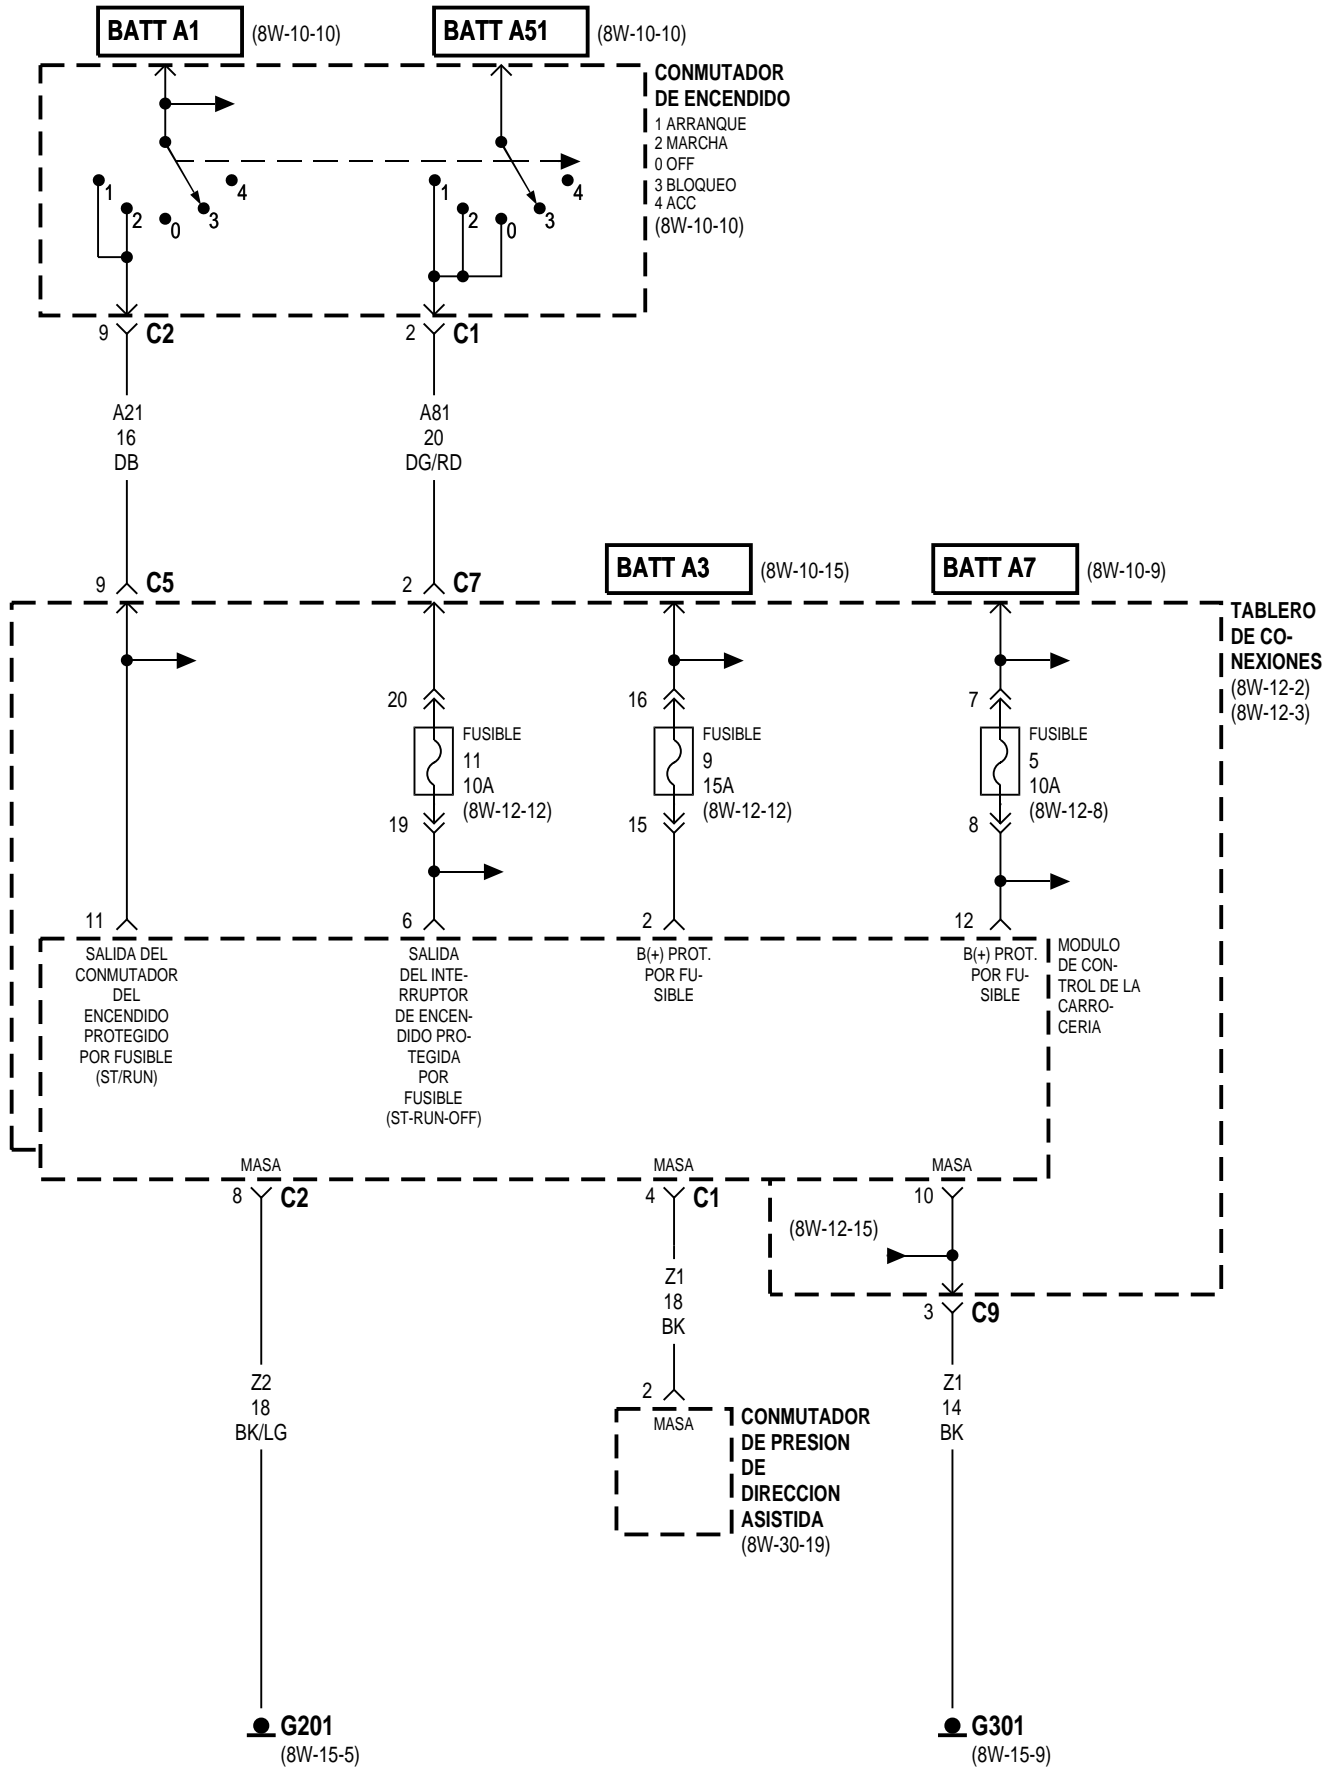 BATT A1 (8W-10-10)
BATT A51 (8W-10-10)
CONMUTADOR
DE ENCENDIDO
1 ARRANQUE
2 MARCHA
0 OFF
3 BLOQUEO
4 ACC
(8W-10-10)
1
2
0
3
4
1
2
0
3
4
9 C2
2 C1
A21
16
DB
A81
20
DG/RD
9 C5
2 C7
BATT A3 (8W-10-15)
BATT A7 (8W-10-9)
TABLERO
DE CO-
NEXIONES
(8W-12-2)
(8W-12-3)
20
FUSIBLE
11
10A
(8W-12-12)
19
16
FUSIBLE
9
15A
(8W-12-12)
15
7
FUSIBLE
5
10A
(8W-12-8)
8
11
6
2
12
SALIDA DEL
CONMUTADOR
DEL
ENCENDIDO
PROTEGIDO
POR FUSIBLE
(ST/RUN)
SALIDA
DEL INTE-
RRUPTOR
DE ENCEN-
DIDO PRO-
TEGIDA
POR
FUSIBLE
(ST-RUN-OFF)
B(+) PROT.
POR FU-
SIBLE
B(+) PROT.
POR FU-
SIBLE
MODULO
DE CON-
TROL DE LA
CARRO-
CERIA
MASA
MASA
MASA
8 C2
4 C1
10
(8W-12-15)
Z1
18
BK
3 C9
Z2
18
BK/LG
2
MASA
CONMUTADOR
DE PRESION
DE
DIRECCION
ASISTIDA
(8W-30-19)
Z1
14
BK
G201
(8W-15-5)
G301
(8W-15-9)